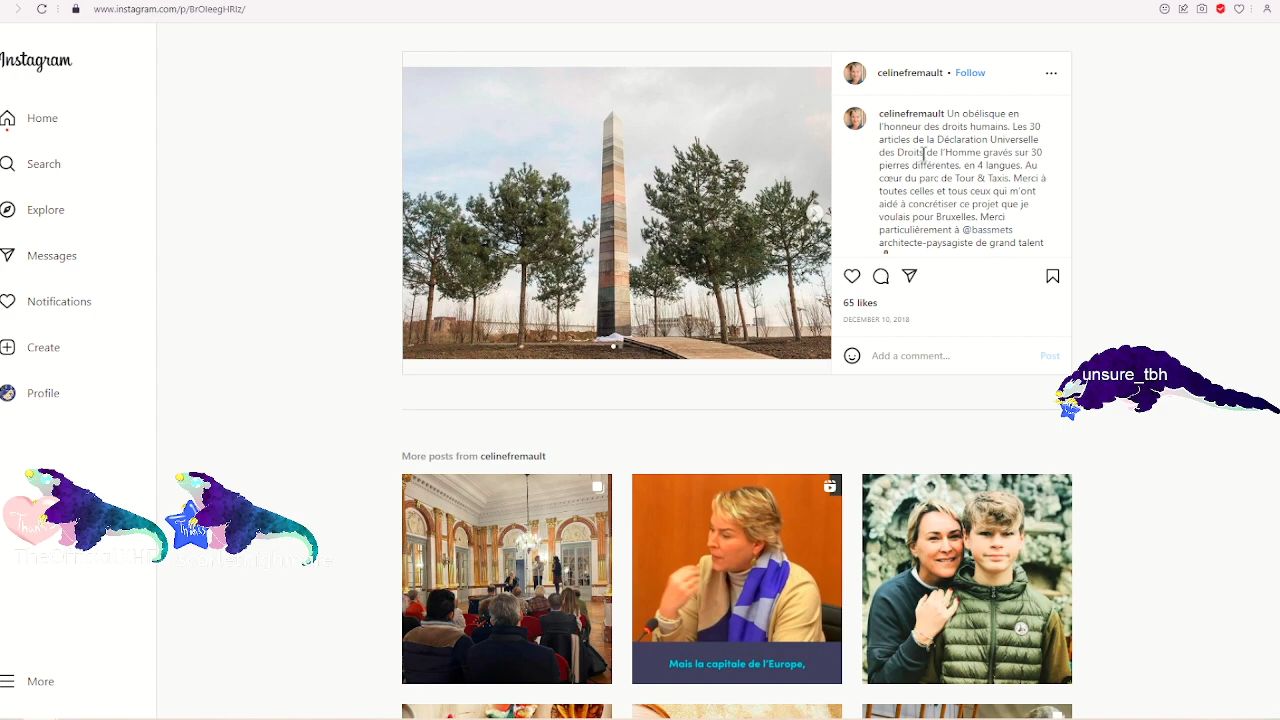 www.instagram.com/p/BrOIeegHRlz/
Instagram
Home
Search
Explore
Messages
Notifications
Create
Profile
More
celinefremault • Follow
celinefremault Un obélisque en
l'honneur des droits humains. Les 30
articles de la Déclaration Universelle
des Droits de l'Homme gravés sur 30
pierres différentes, en 4 langues. Au
cœur du parc de Tour & Taxis. Merci à
toutes celles et tous ceux qui m'ont
aidé à concrétiser ce projet que je
voulais pour Bruxelles. Merci
particulièrement à @bassmets
architecte-paysagiste de grand talent
65 likes
DECEMBER 10, 2018
Add a comment...
Post
unsure_tbh
More posts from celinefremault
Mais la capitale de l'Europe,